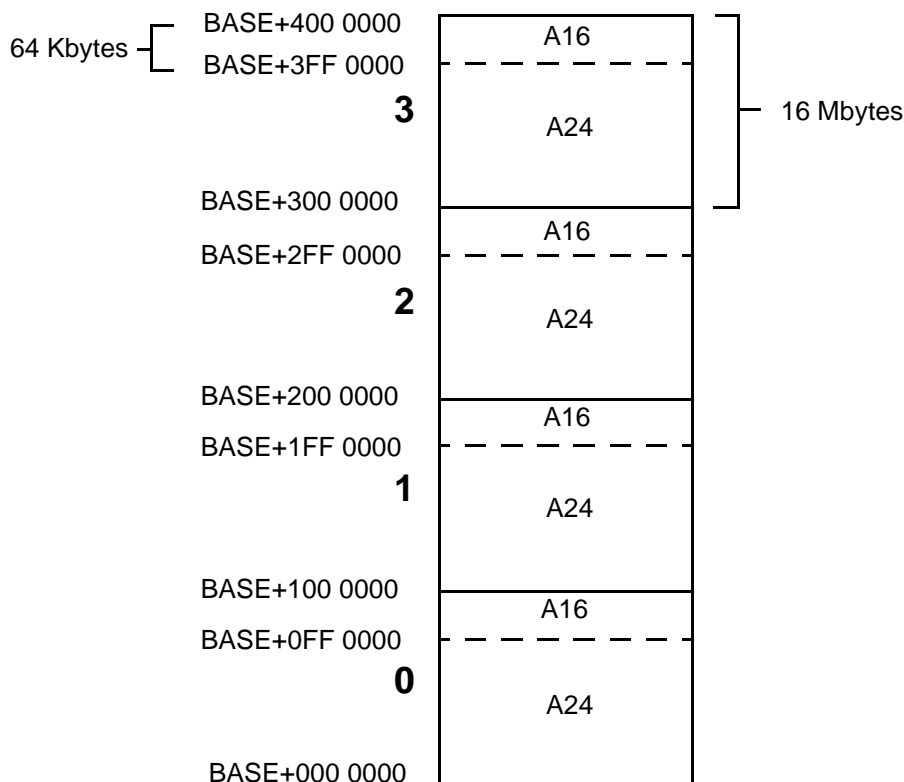 BASE+400 0000
A16
64 Kbytes
BASE+3FF 0000
3
A24
16 Mbytes
BASE+300 0000
A16
BASE+2FF 0000
2
A24
BASE+200 0000
A16
BASE+1FF 0000
1
A24
BASE+100 0000
A16
BASE+0FF 0000
0
A24
BASE+000 0000